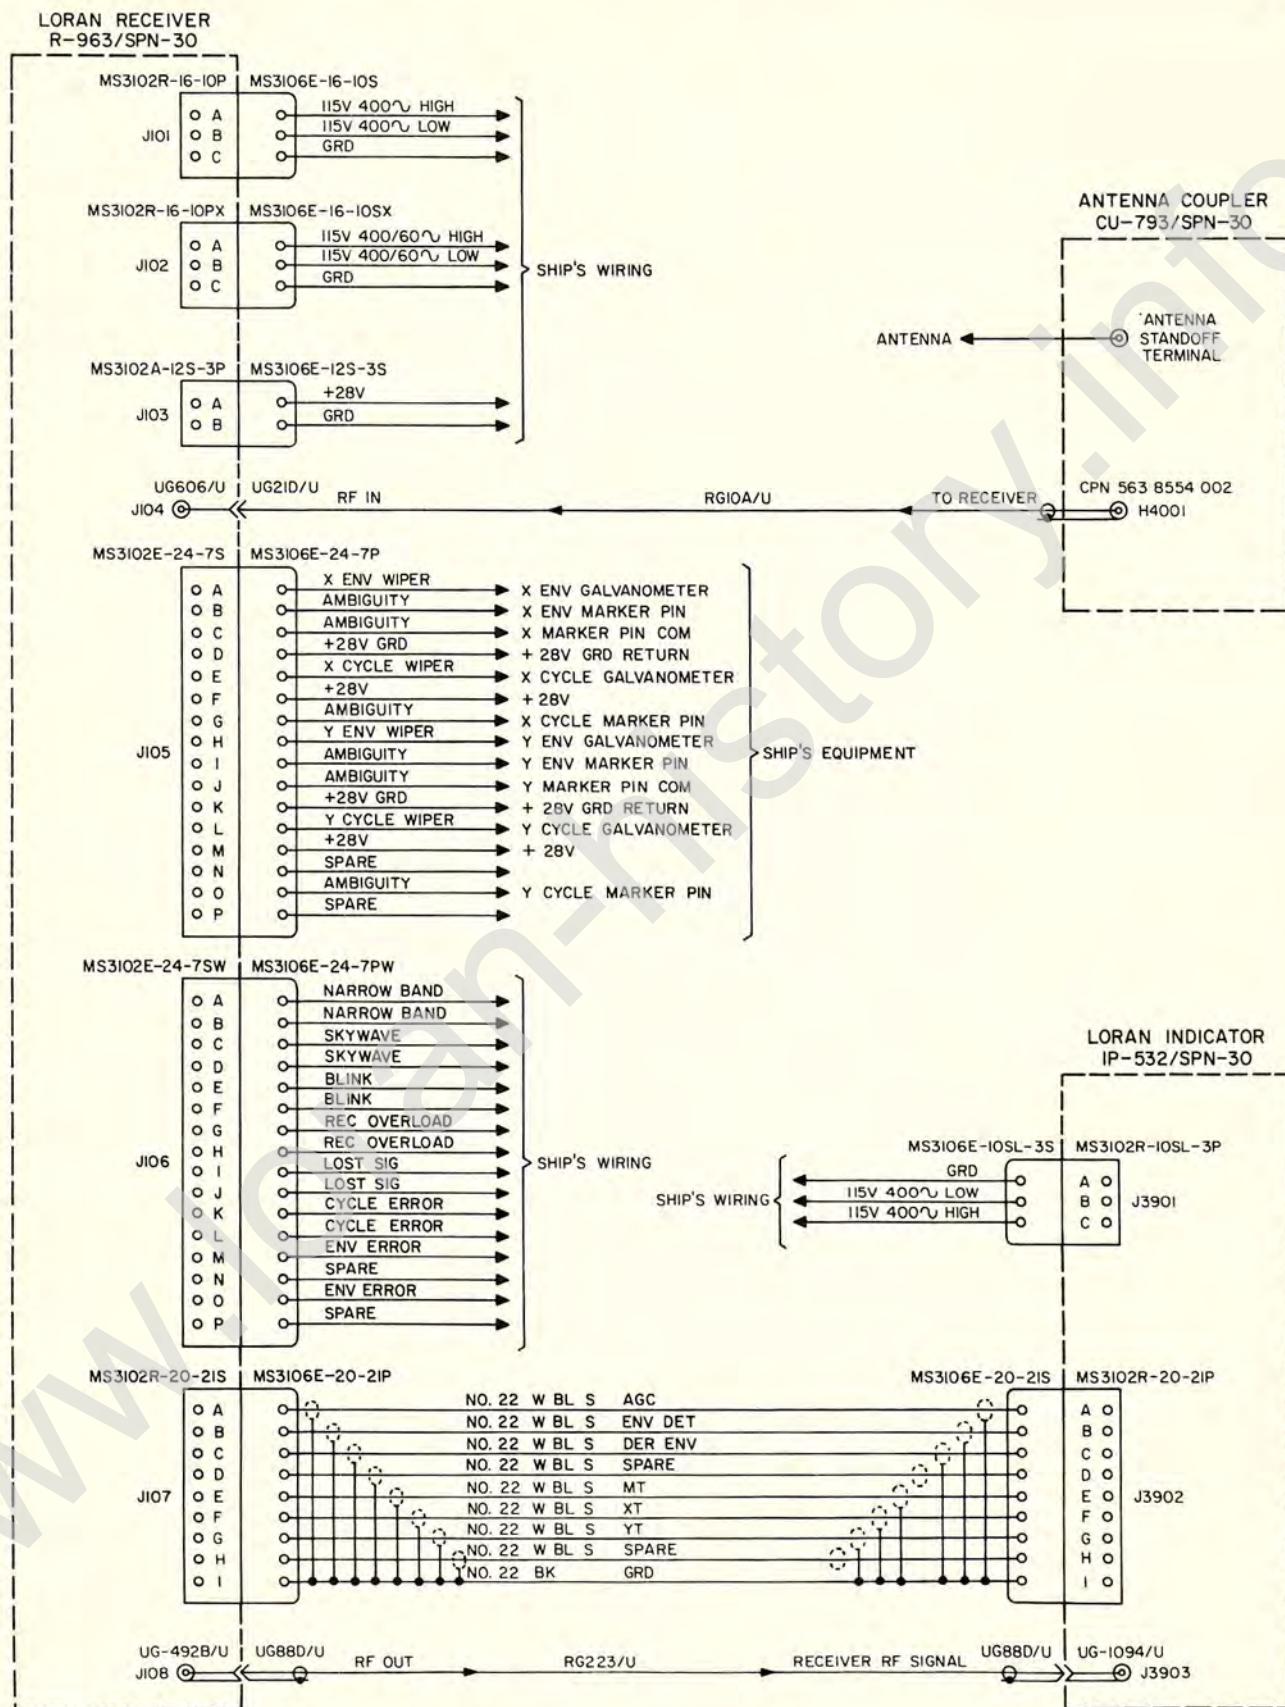 LORAN RECEIVER
R-963/SPN-30
MS3102R-16-10P MS3106E-16-10S
J101
A 115V 400∿ HIGH
B 115V 400∿ LOW
C GRD
MS3102R-16-10PX MS3106E-16-10SX
J102
A 115V 400/60∿ HIGH
B 115V 400/60∿ LOW
C GRD
SHIP'S WIRING
MS3102A-12S-3P MS3106E-12S-3S
J103
A +28V
B GRD
ANTENNA COUPLER
CU-793/SPN-30
ANTENNA
ANTENNA
STANDOFF
TERMINAL
UG606/U UG21D/U
J104 RF IN RG10A/U TO RECEIVER
CPN 563 8554 002
H4001
MS3102E-24-7S MS3106E-24-7P
J105
A X ENV WIPER X ENV GALVANOMETER
B AMBIGUITY X ENV MARKER PIN
C AMBIGUITY X MARKER PIN COM
D +28V GRD + 28V GRD RETURN
E X CYCLE WIPER X CYCLE GALVANOMETER
F +28V + 28V
G AMBIGUITY X CYCLE MARKER PIN
H Y ENV WIPER Y ENV GALVANOMETER
I AMBIGUITY Y ENV MARKER PIN
J AMBIGUITY Y MARKER PIN COM
K +28V GRD + 28V GRD RETURN
L Y CYCLE WIPER Y CYCLE GALVANOMETER
M +28V + 28V
N SPARE
O AMBIGUITY Y CYCLE MARKER PIN
P SPARE
SHIP'S EQUIPMENT
MS3102E-24-7SW MS3106E-24-7PW
J106
A NARROW BAND
B NARROW BAND
C SKYWAVE
D SKYWAVE
E BLINK
F BLINK
G REC OVERLOAD
H REC OVERLOAD
I LOST SIG
J LOST SIG
K CYCLE ERROR
L CYCLE ERROR
M ENV ERROR
N SPARE
O ENV ERROR
P SPARE
SHIP'S WIRING
LORAN INDICATOR
IP-532/SPN-30
MS3106E-10SL-3S MS3102R-10SL-3P
SHIP'S WIRING
GRD A
115V 400∿ LOW B
115V 400∿ HIGH C
J3901
MS3102R-20-21S MS3106E-20-21P MS3106E-20-21S MS3102R-20-21P
J107
A NO. 22 W BL S AGC A
B NO. 22 W BL S ENV DET B
C NO. 22 W BL S DER ENV C
D NO. 22 W BL S SPARE D
E NO. 22 W BL S MT E
F NO. 22 W BL S XT F
G NO. 22 W BL S YT G
H NO. 22 W BL S SPARE H
I NO. 22 BK GRD I
J3902
UG-492B/U UG88D/U UG88D/U UG-1094/U
J108 RF OUT RG223/U RECEIVER RF SIGNAL J3903
www.loran-history.info